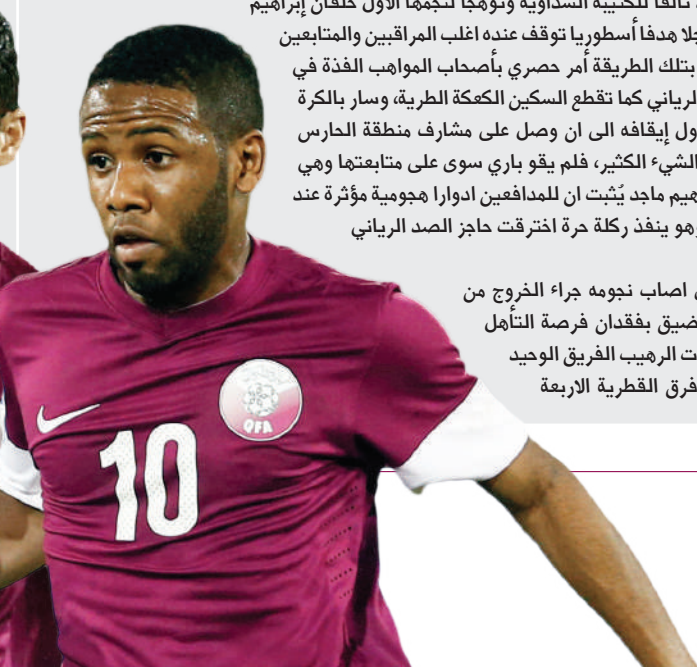 تألقا للكتيبة السداوية وتوهجا لنجمها الأول خلفان إبراهيم
جلا هدفا أسطوريا توقف عنده اغلب المراقبين والمتابعين
بتلك الطريقة أمر حصري بأصحاب المواهب الفذة في
لرياني كما تقطع السكين الكعكة الطرية، وسار بالكرة
ول إيقافه الى ان وصل على مشارف منطقة الحارس
الشيء الكثير، فلم يقو باري سوى على متابعتها وهي
هيم ماجد يُثبت ان للمدافعين ادوارا هجومية مؤثرة عند
وهو ينفذ ركلة حرة اخترقت حاجز الصد الرياني
اصاب نجومه جراء الخروج من
ضيق بفقدان فرصة التأهل
ت الرهيب الفريق الوحيد
فرق القطرية الاربعة
QFA
10